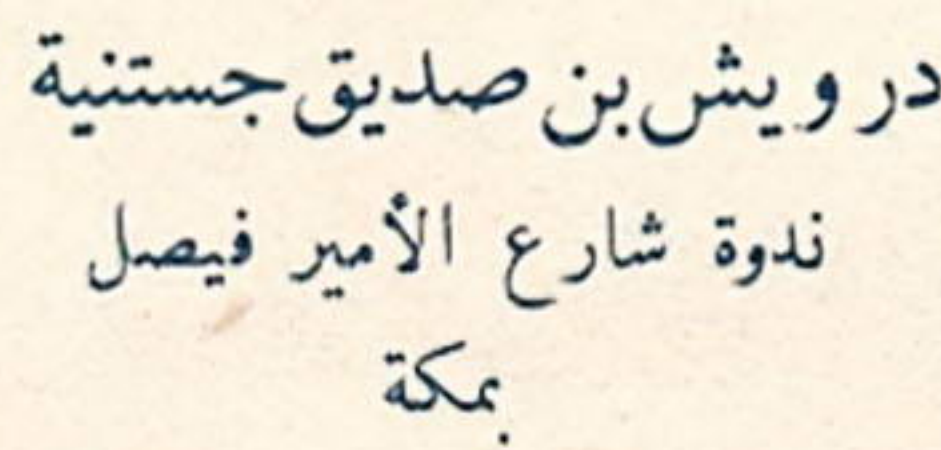 درويش بن صديق جستنية
ندوة شارع الأمير فيصل
بمكة